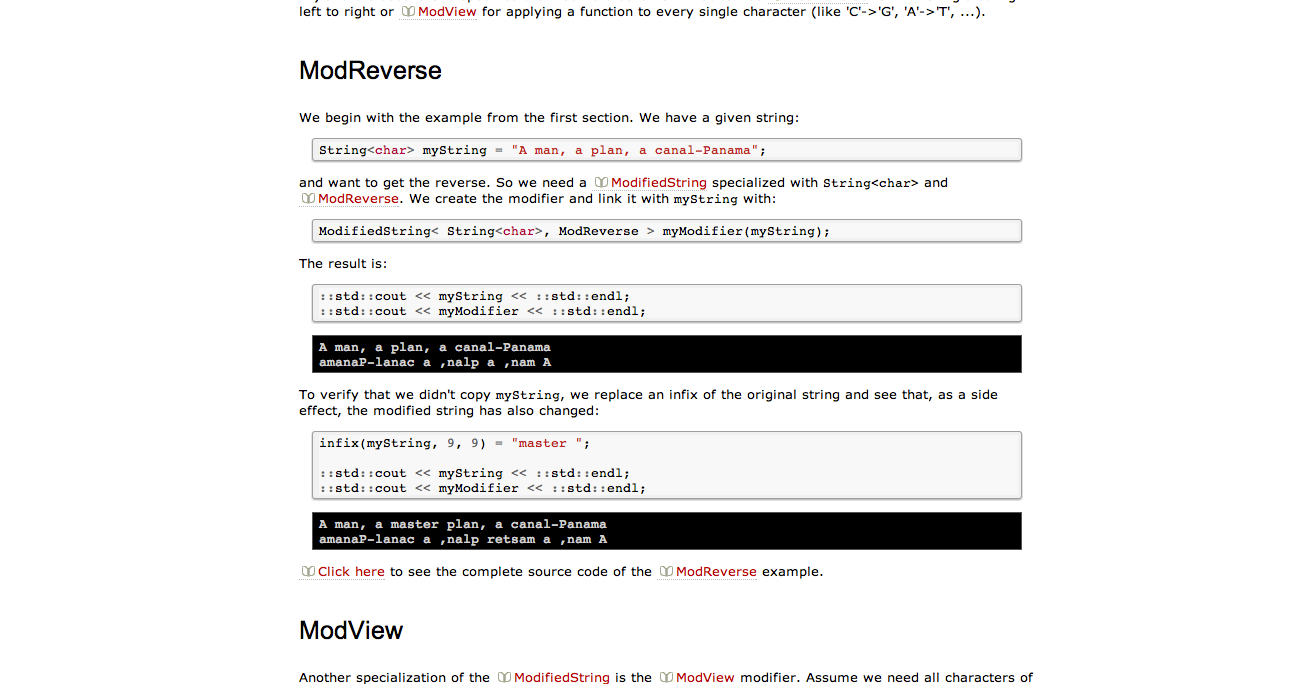 left to right or ModView for applying a function to every single character (like 'C'->'G', 'A'->'T', ...).
ModReverse
We begin with the example from the first section. We have a given string:
String<char> myString = "A man, a plan, a canal-Panama";
and want to get the reverse. So we need a ModifiedString specialized with String<char> and
ModReverse. We create the modifier and link it with myString with:
ModifiedString< String<char>, ModReverse > myModifier(myString);
The result is:
::std::cout << myString << ::std::endl;
::std::cout << myModifier << ::std::endl;
A man, a plan, a canal-Panama
amanaP-lanac a ,nalp a ,nam A
To verify that we didn't copy myString, we replace an infix of the original string and see that, as a side
effect, the modified string has also changed:
infix(myString, 9, 9) = "master ";
::std::cout << myString << ::std::endl;
::std::cout << myModifier << ::std::endl;
A man, a master plan, a canal-Panama
amanaP-lanac a ,nalp retsam a ,nam A
Click here to see the complete source code of the ModReverse example.
ModView
Another specialization of the ModifiedString is the ModView modifier. Assume we need all characters of